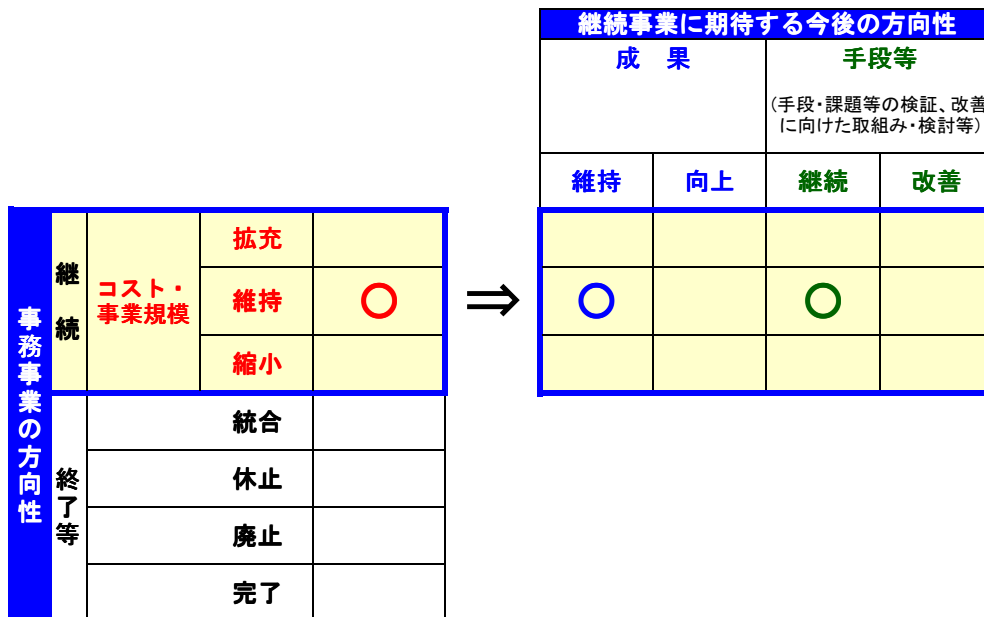 継続事業に期待する今後の方向性
成 果
手段等
(手段・課題等の検証、改善
に向けた取組み・検討等)
維持
向上
継続
改善
事務事業の方向性
継続
コスト・
事業規模
拡充
維持
○
⇒
○
○
縮小
終了等
統合
休止
廃止
完了